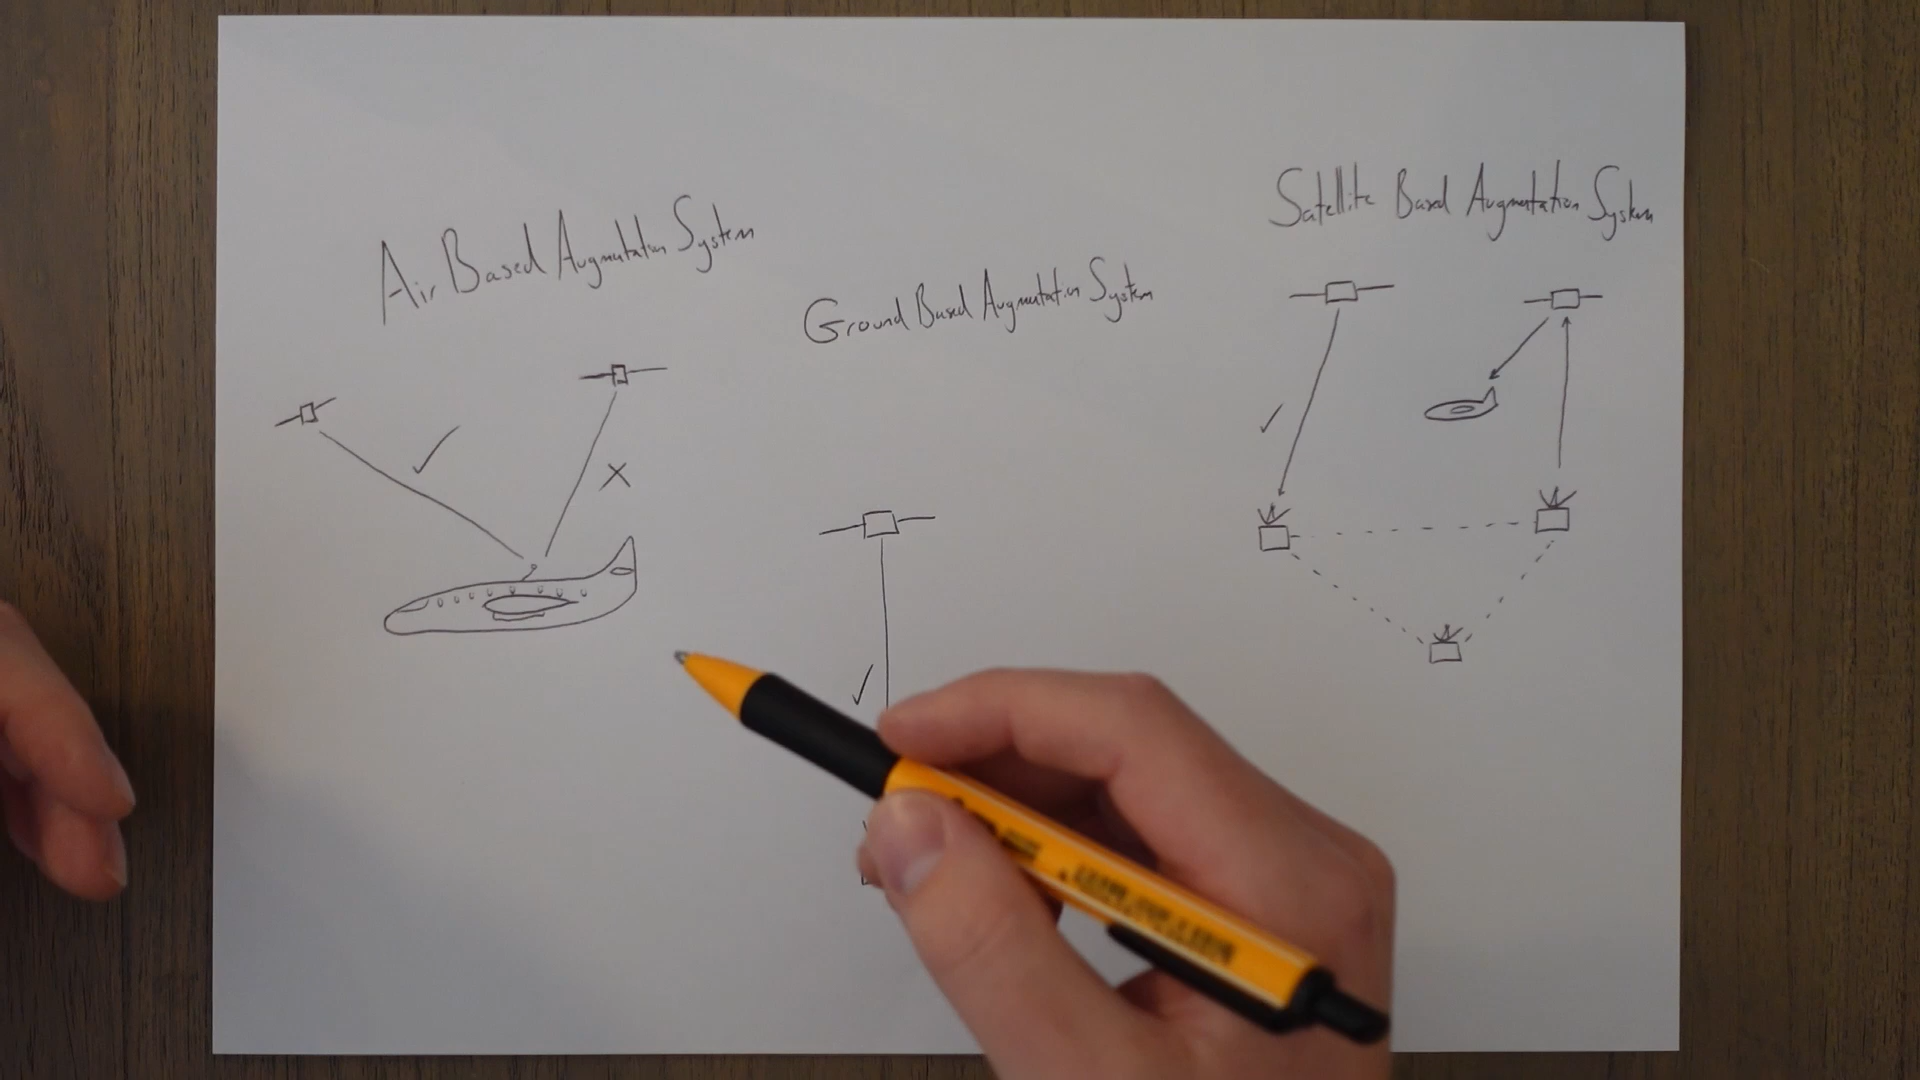 Air Based Augmentation System
Ground Based Augmentation System
Satellite Based Augmentation System